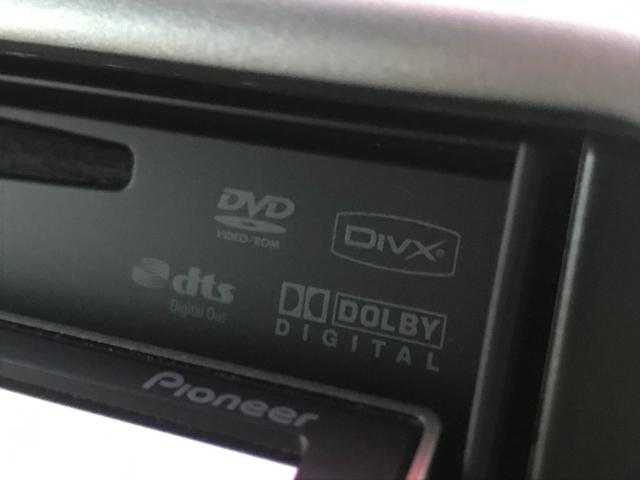 DVD
VIDEO/ROM
DIVX®
dts
Digital Out
DOLBY
DIGITAL
Pioneer